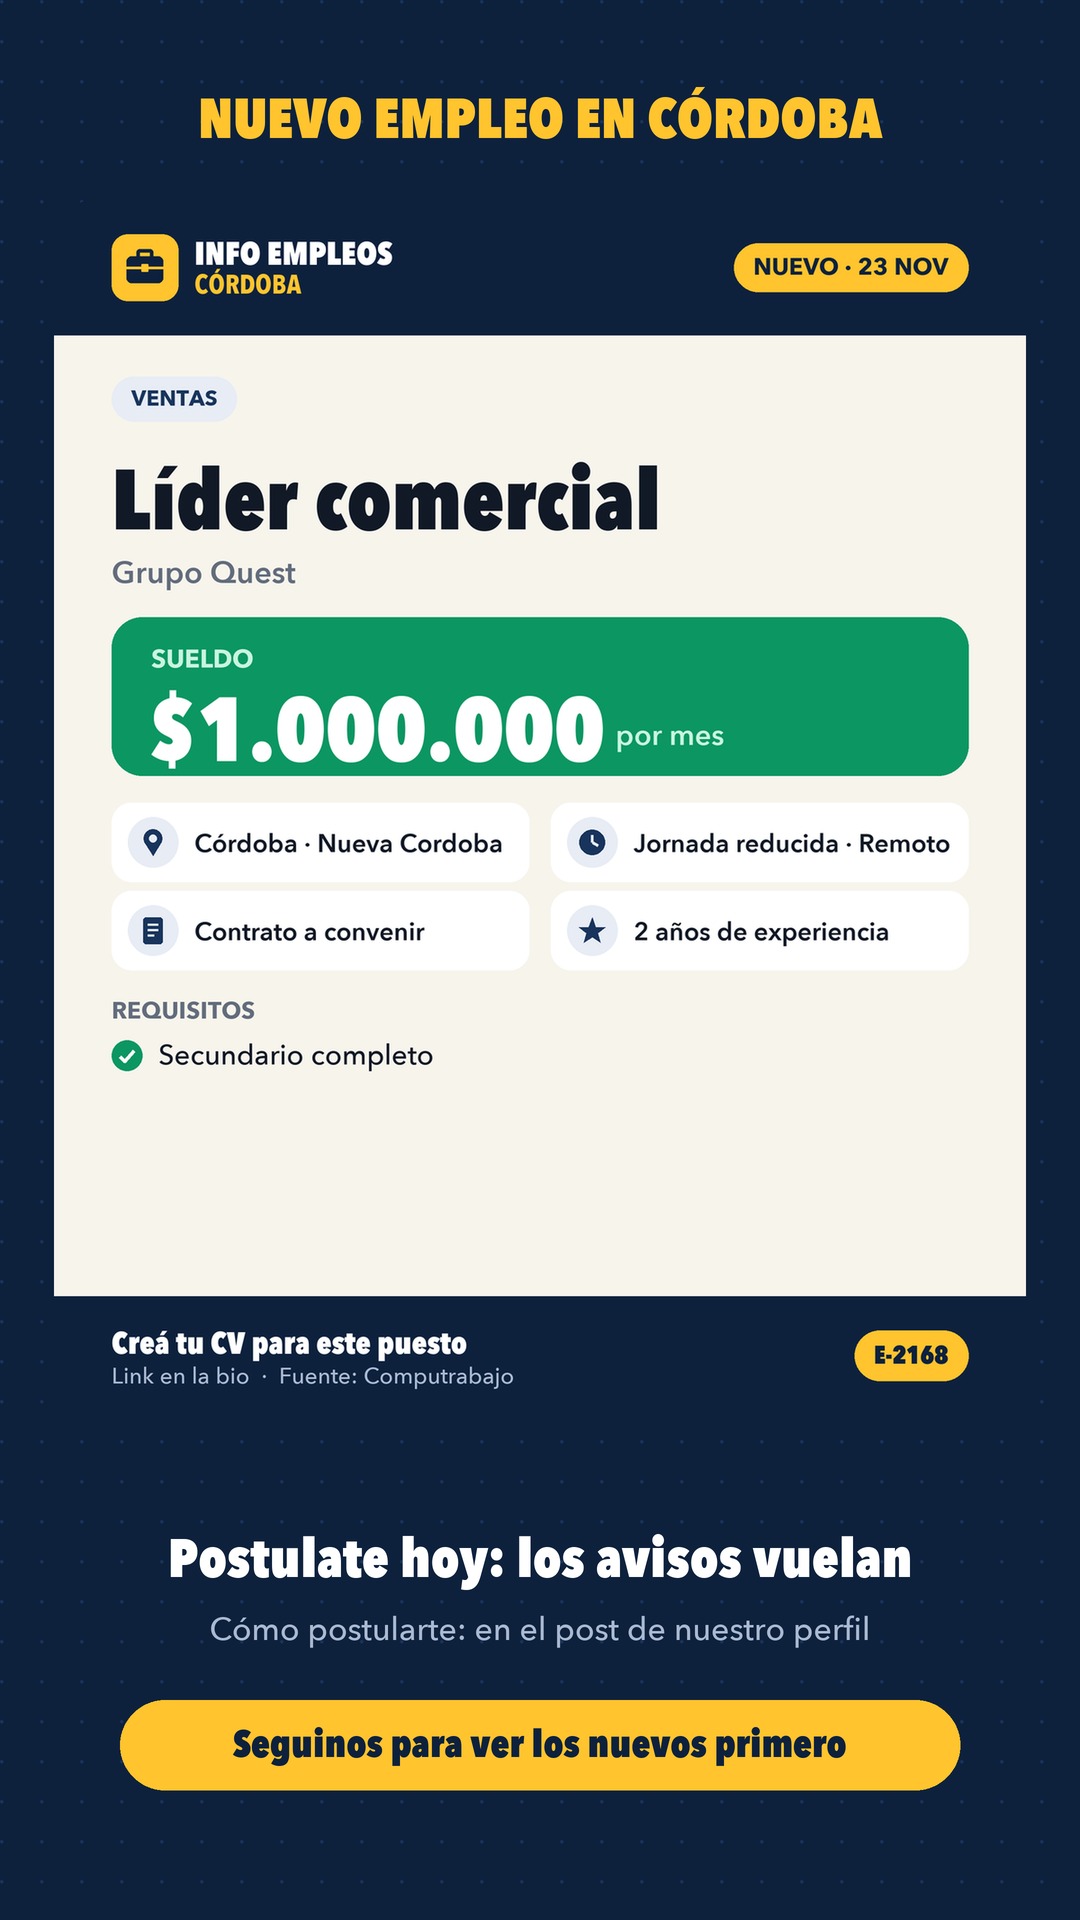 NUEVO EMPLEO EN CÓRDOBA
INFO EMPLEOS
CÓRDOBA
NUEVO · 23 NOV
VENTAS
Líder comercial
Grupo Quest
SUELDO
$1.000.000 por mes
Córdoba · Nueva Cordoba
Jornada reducida · Remoto
Contrato a convenir
2 años de experiencia
REQUISITOS
Secundario completo
Creá tu CV para este puesto
Link en la bio · Fuente: Computrabajo
E-2168
Postulate hoy: los avisos vuelan
Cómo postularte: en el post de nuestro perfil
Seguinos para ver los nuevos primero